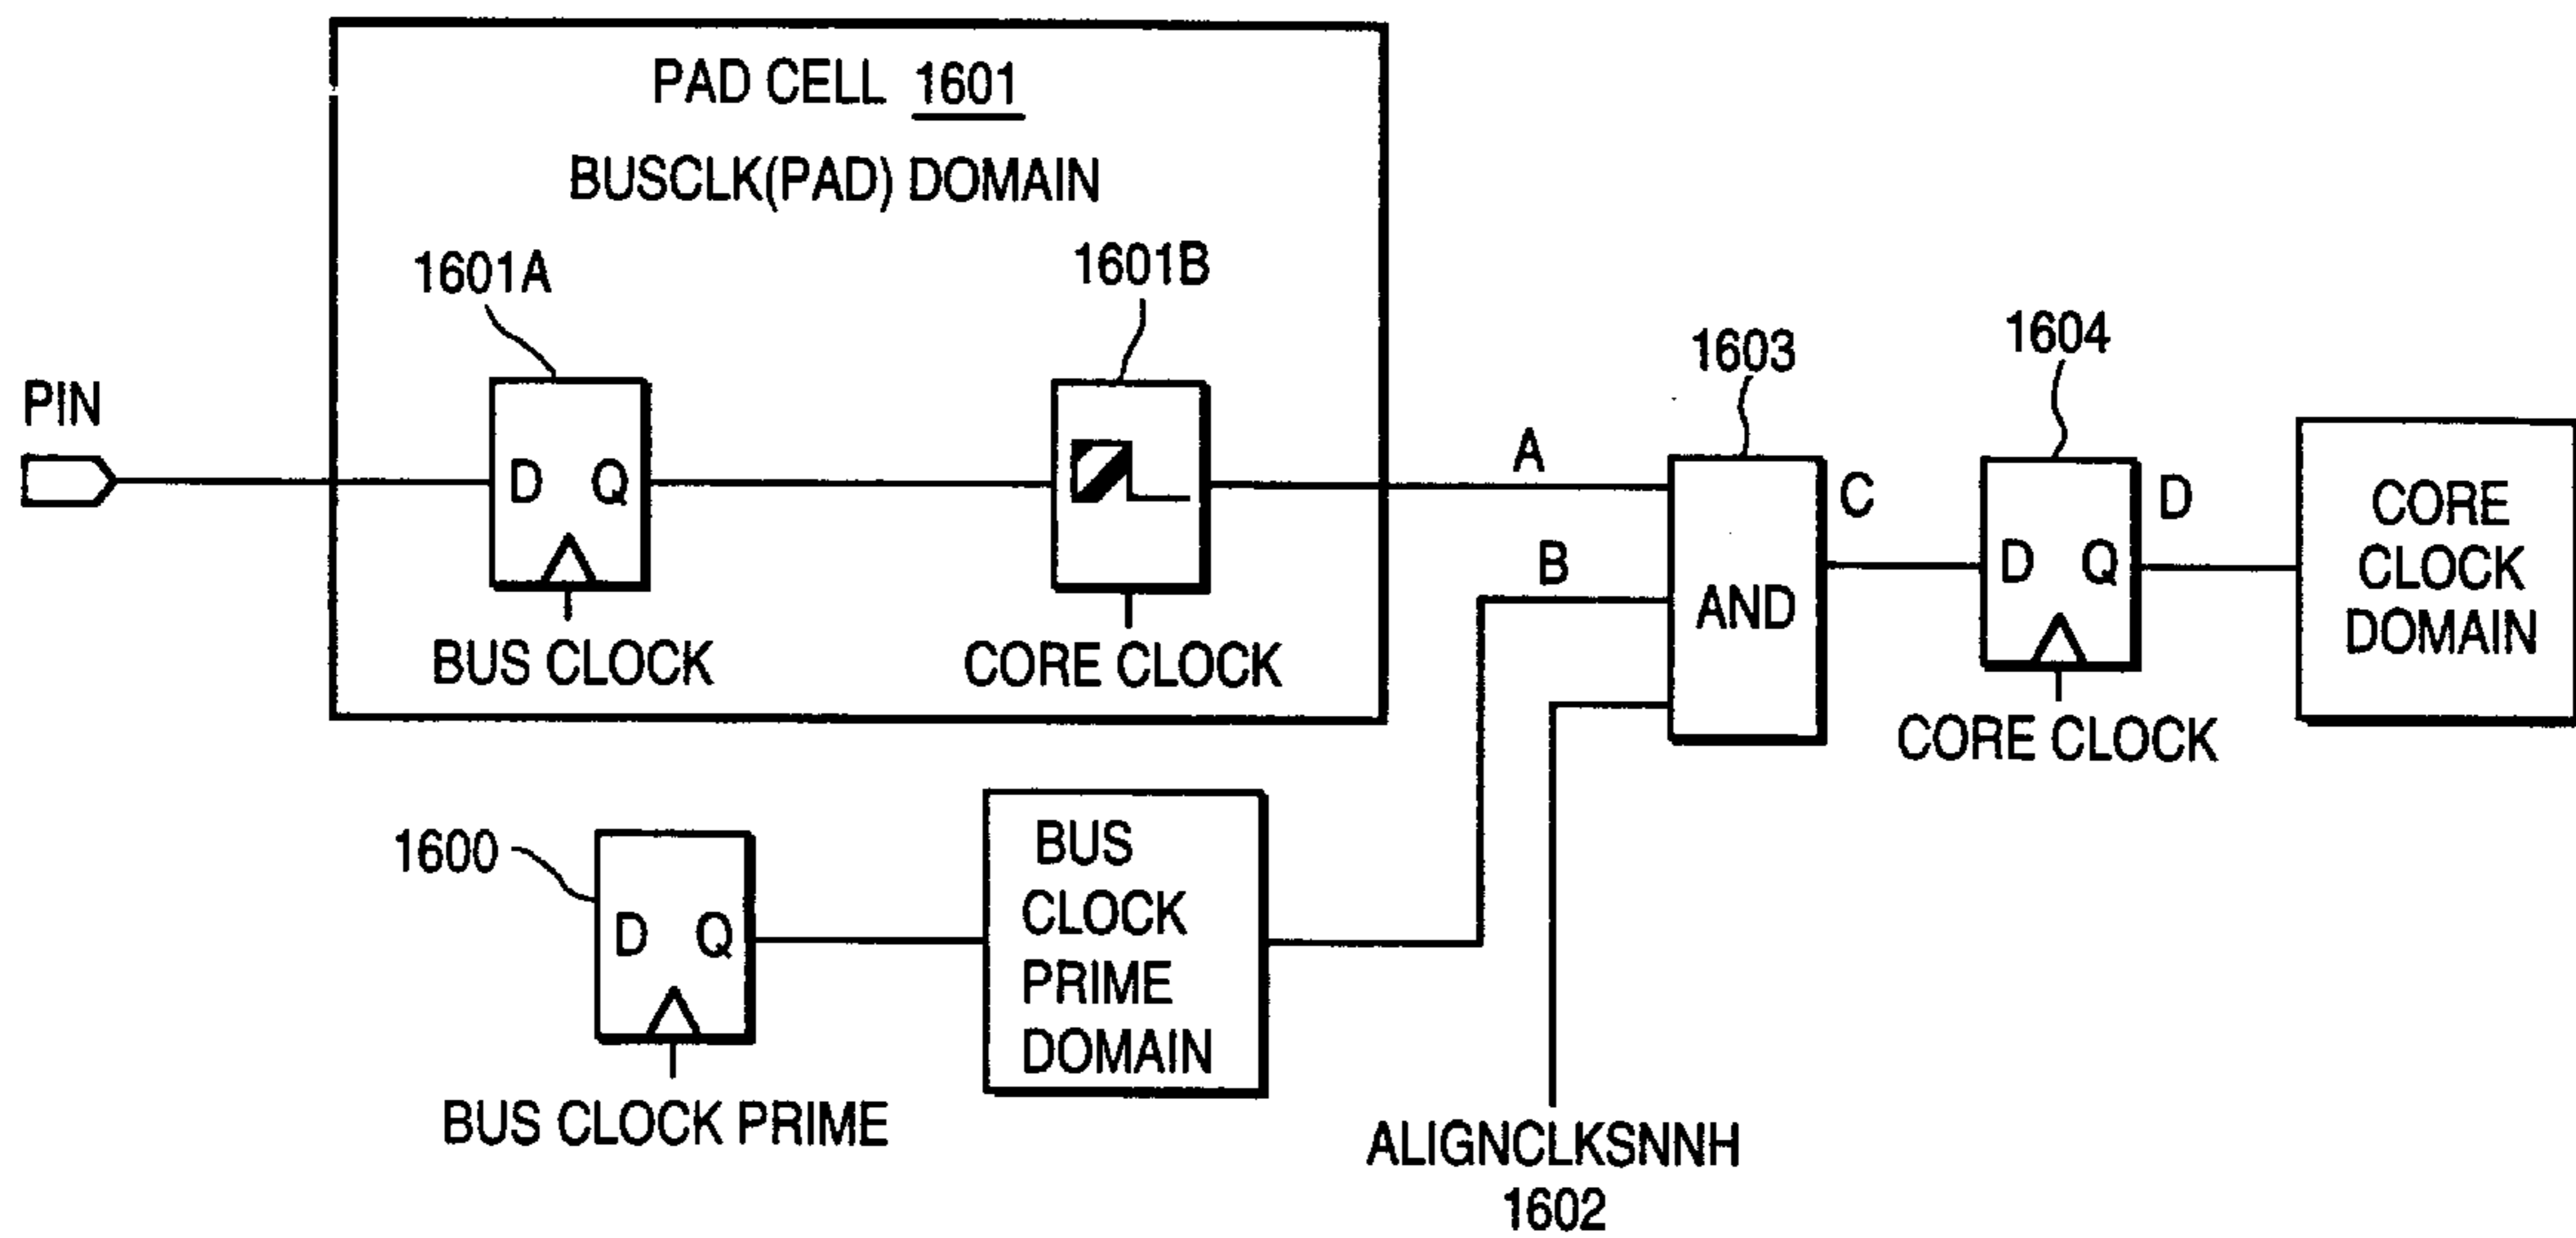 PAD CELL 1601
BUSCLK(PAD) DOMAIN
1601A
1601B
PIN
D Q
BUS CLOCK
CORE CLOCK
A
B
1603
AND
C
1604
D Q
CORE CLOCK
D
CORE
CLOCK
DOMAIN
1600
D Q
BUS CLOCK PRIME
BUS
CLOCK
PRIME
DOMAIN
ALIGNCLKSNNH
1602